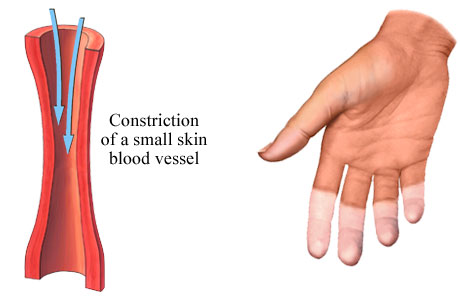 Constriction
of a small skin
blood vessel